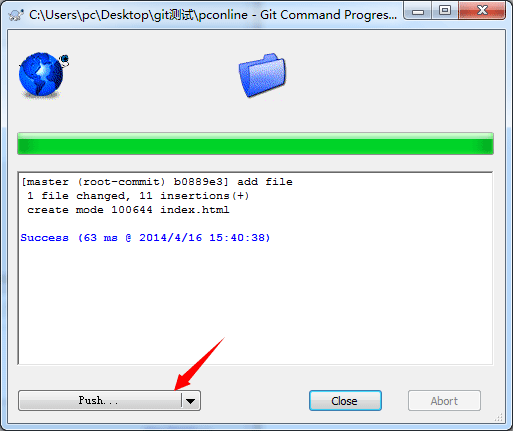 C:\Users\pc\Desktop\git测试\pconline - Git Command Progres...
[master (root-commit) b0889e3] add file
1 file changed, 11 insertions(+)
create mode 100644 index.html
Success (63 ms @ 2014/4/16 15:40:38)
Push...
Close
Abort